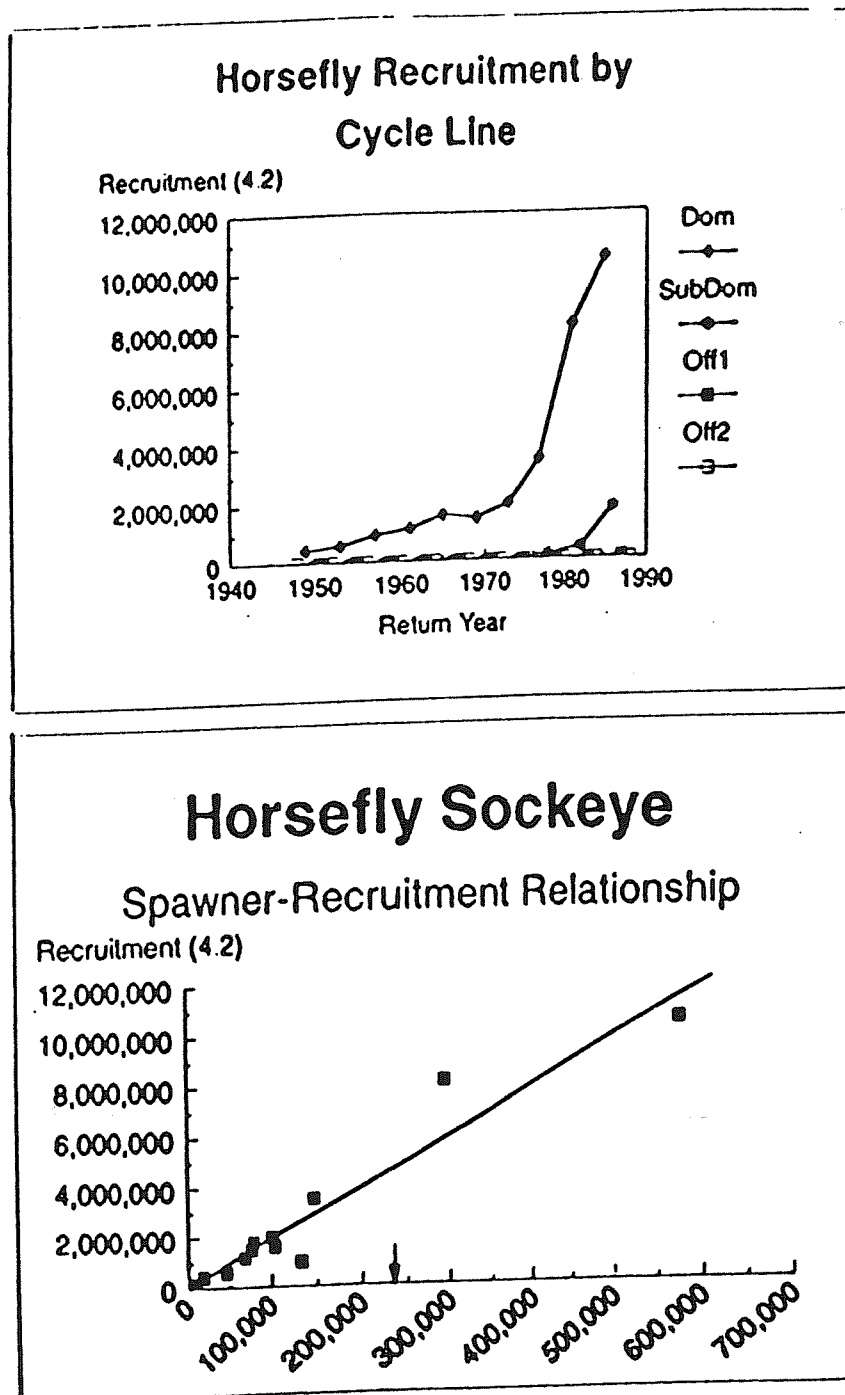 Horsefly Recruitment by
Cycle Line
Recruitment (4.2)
12,000,000
10,000,000
8,000,000
6,000,000
4,000,000
2,000,000
0
1940 1950 1960 1970 1980 1990
Return Year
Dom
SubDom
Off1
Off2
Horsefly Sockeye
Spawner-Recruitment Relationship
Recruitment (4.2)
12,000,000
10,000,000
8,000,000
6,000,000
4,000,000
2,000,000
0
0 100,000 200,000 300,000 400,000 500,000 600,000 700,000